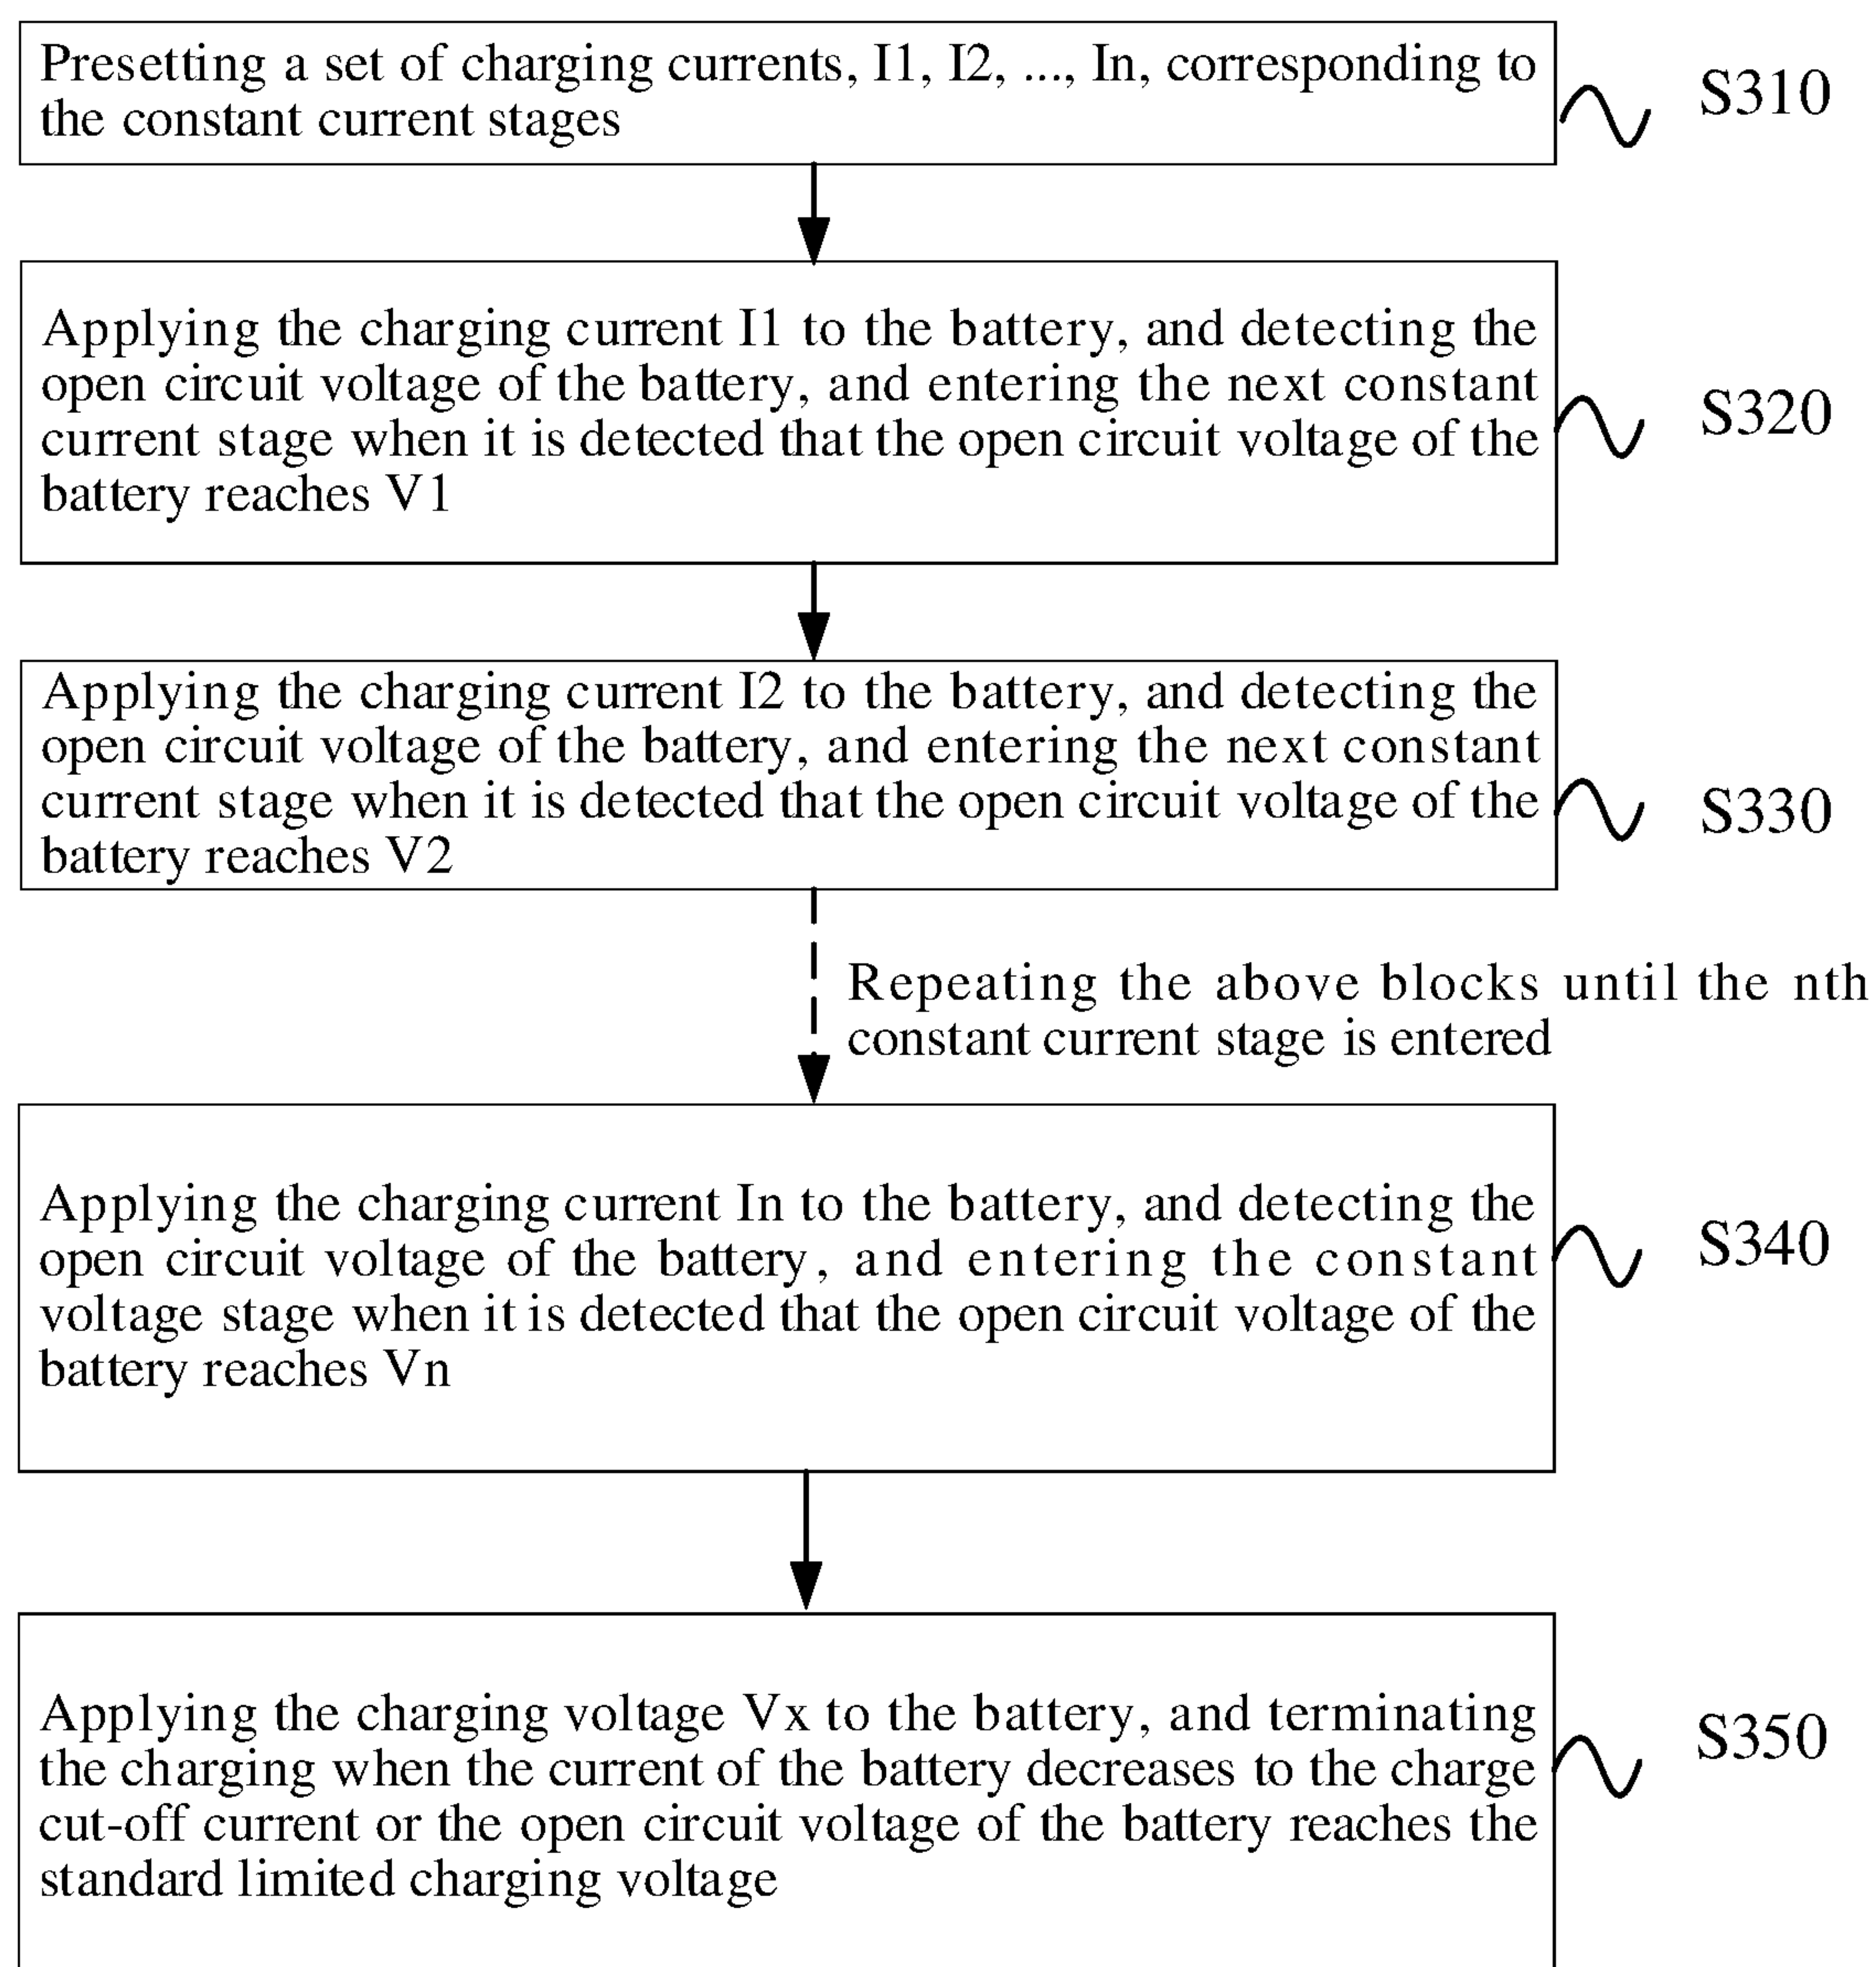 Presetting a set of charging currents, I1, I2, ..., In, corresponding to
the constant current stages
S310
Applying the charging current I1 to the battery, and detecting the
open circuit voltage of the battery, and entering the next constant
current stage when it is detected that the open circuit voltage of the
battery reaches V1
S320
Applying the charging current I2 to the battery, and detecting the
open circuit voltage of the battery, and entering the next constant
current stage when it is detected that the open circuit voltage of the
battery reaches V2
S330
Repeating the above blocks until the nth
constant current stage is entered
Applying the charging current In to the battery, and detecting the
open circuit voltage of the battery, and entering the constant
voltage stage when it is detected that the open circuit voltage of the
battery reaches Vn
S340
Applying the charging voltage Vx to the battery, and terminating
the charging when the current of the battery decreases to the charge
cut-off current or the open circuit voltage of the battery reaches the
standard limited charging voltage
S350